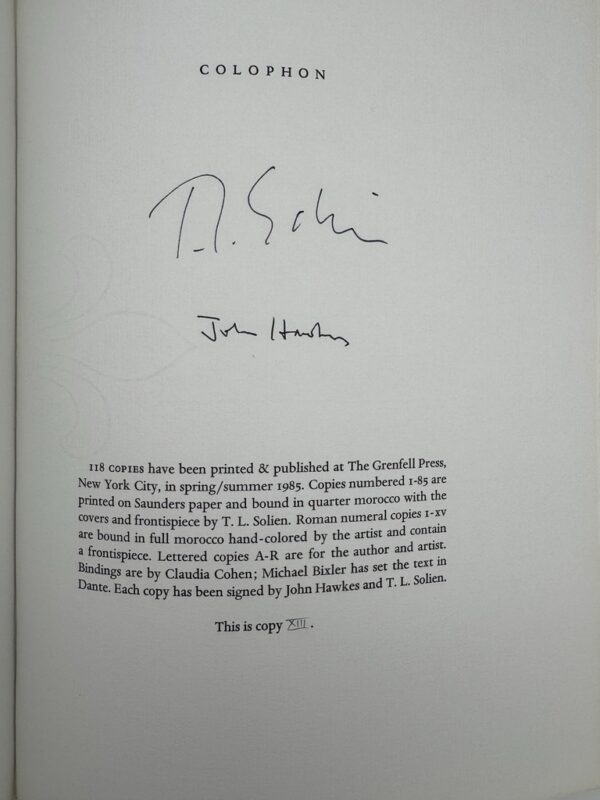 COLOPHON
T. L. Solien
John Hawkes
118 COPIES have been printed & published at The Grenfell Press,
New York City, in spring/summer 1985. Copies numbered 1-85 are
printed on Saunders paper and bound in quarter morocco with the
covers and frontispiece by T. L. Solien. Roman numeral copies I-XV
are bound in full morocco hand-colored by the artist and contain
a frontispiece. Lettered copies A-R are for the author and artist.
Bindings are by Claudia Cohen; Michael Bixler has set the text in
Dante. Each copy has been signed by John Hawkes and T. L. Solien.
This is copy XIII.